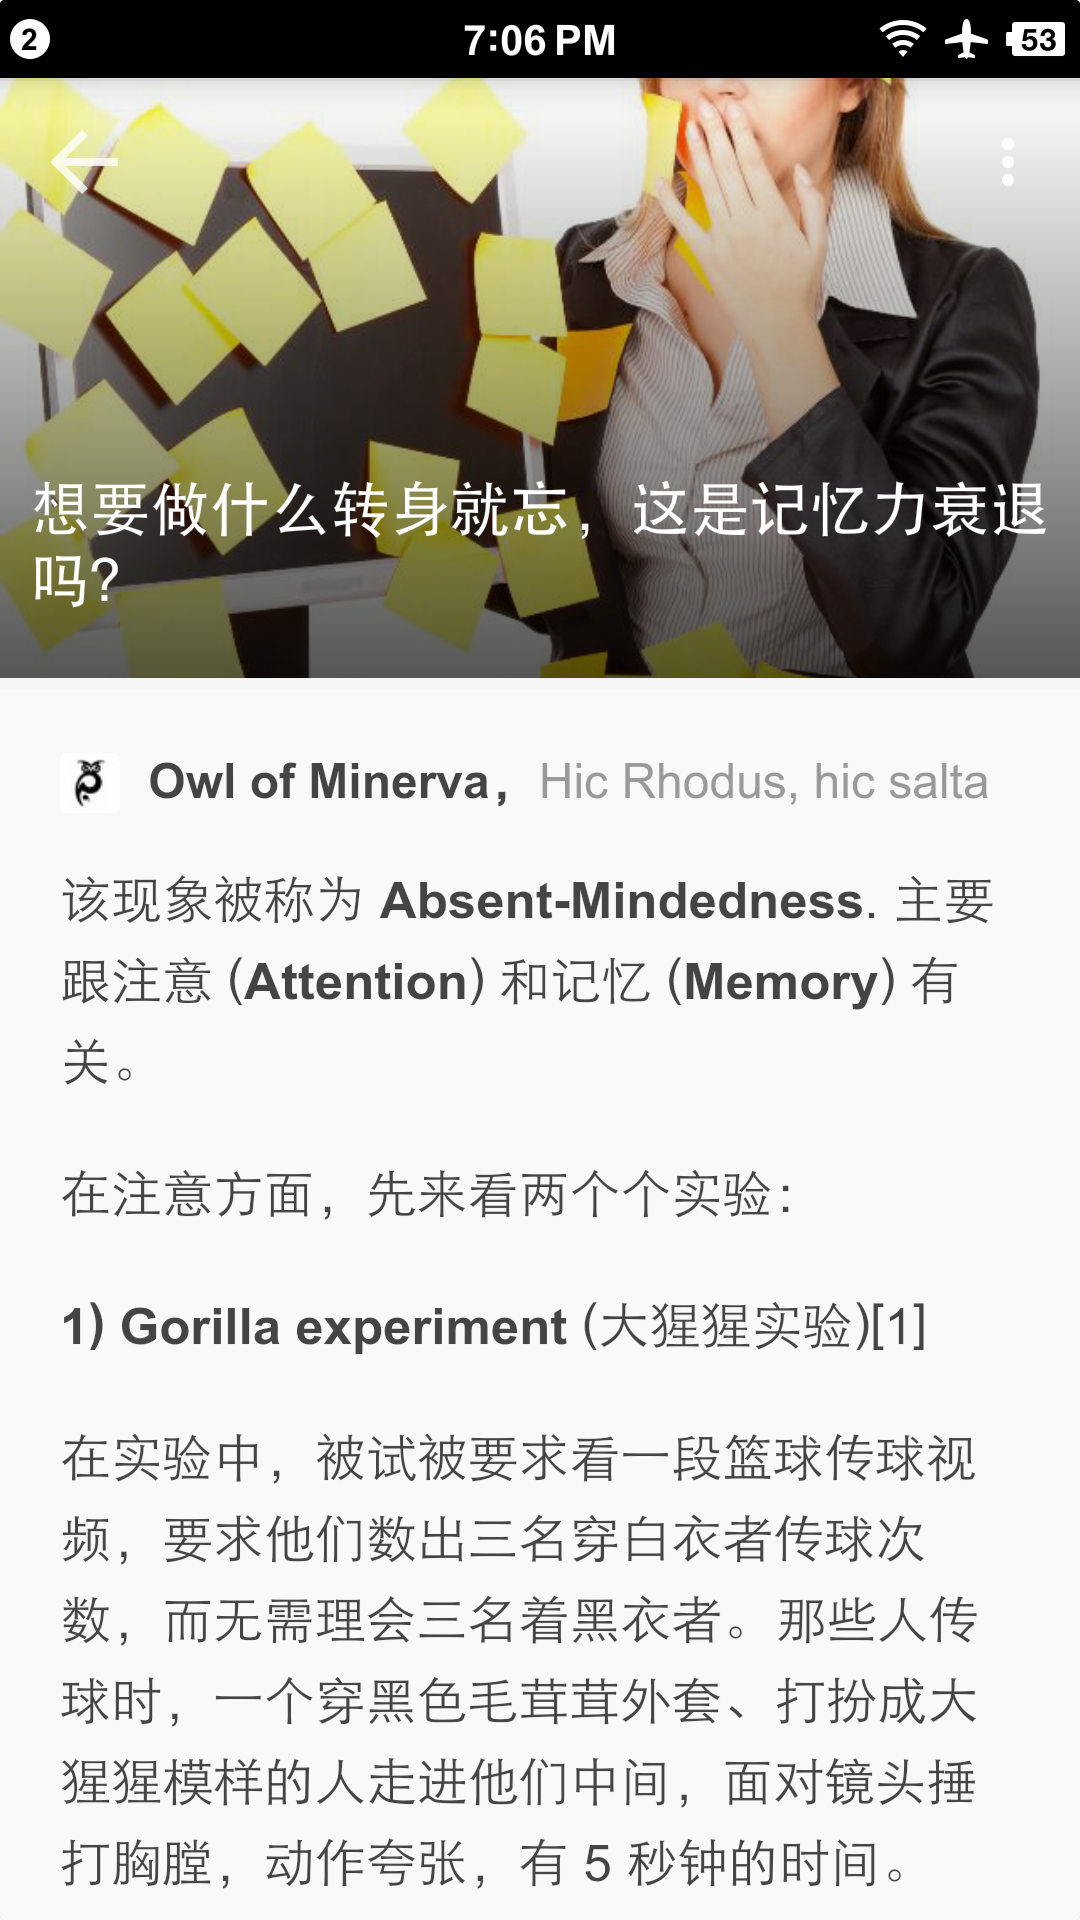 2
7:06 PM
53
想要做什么转身就忘，这是记忆力衰退
吗？
Owl of Minerva， Hic Rhodus, hic salta
该现象被称为 Absent-Mindedness. 主要
跟注意 (Attention) 和记忆 (Memory) 有
关。
在注意方面，先来看两个个实验：
1) Gorilla experiment (大猩猩实验)[1]
在实验中，被试被要求看一段篮球传球视
频，要求他们数出三名穿白衣者传球次
数，而无需理会三名着黑衣者。那些人传
球时，一个穿黑色毛茸茸外套、打扮成大
猩猩模样的人走进他们中间，面对镜头捶
打胸膛，动作夸张，有 5 秒钟的时间。